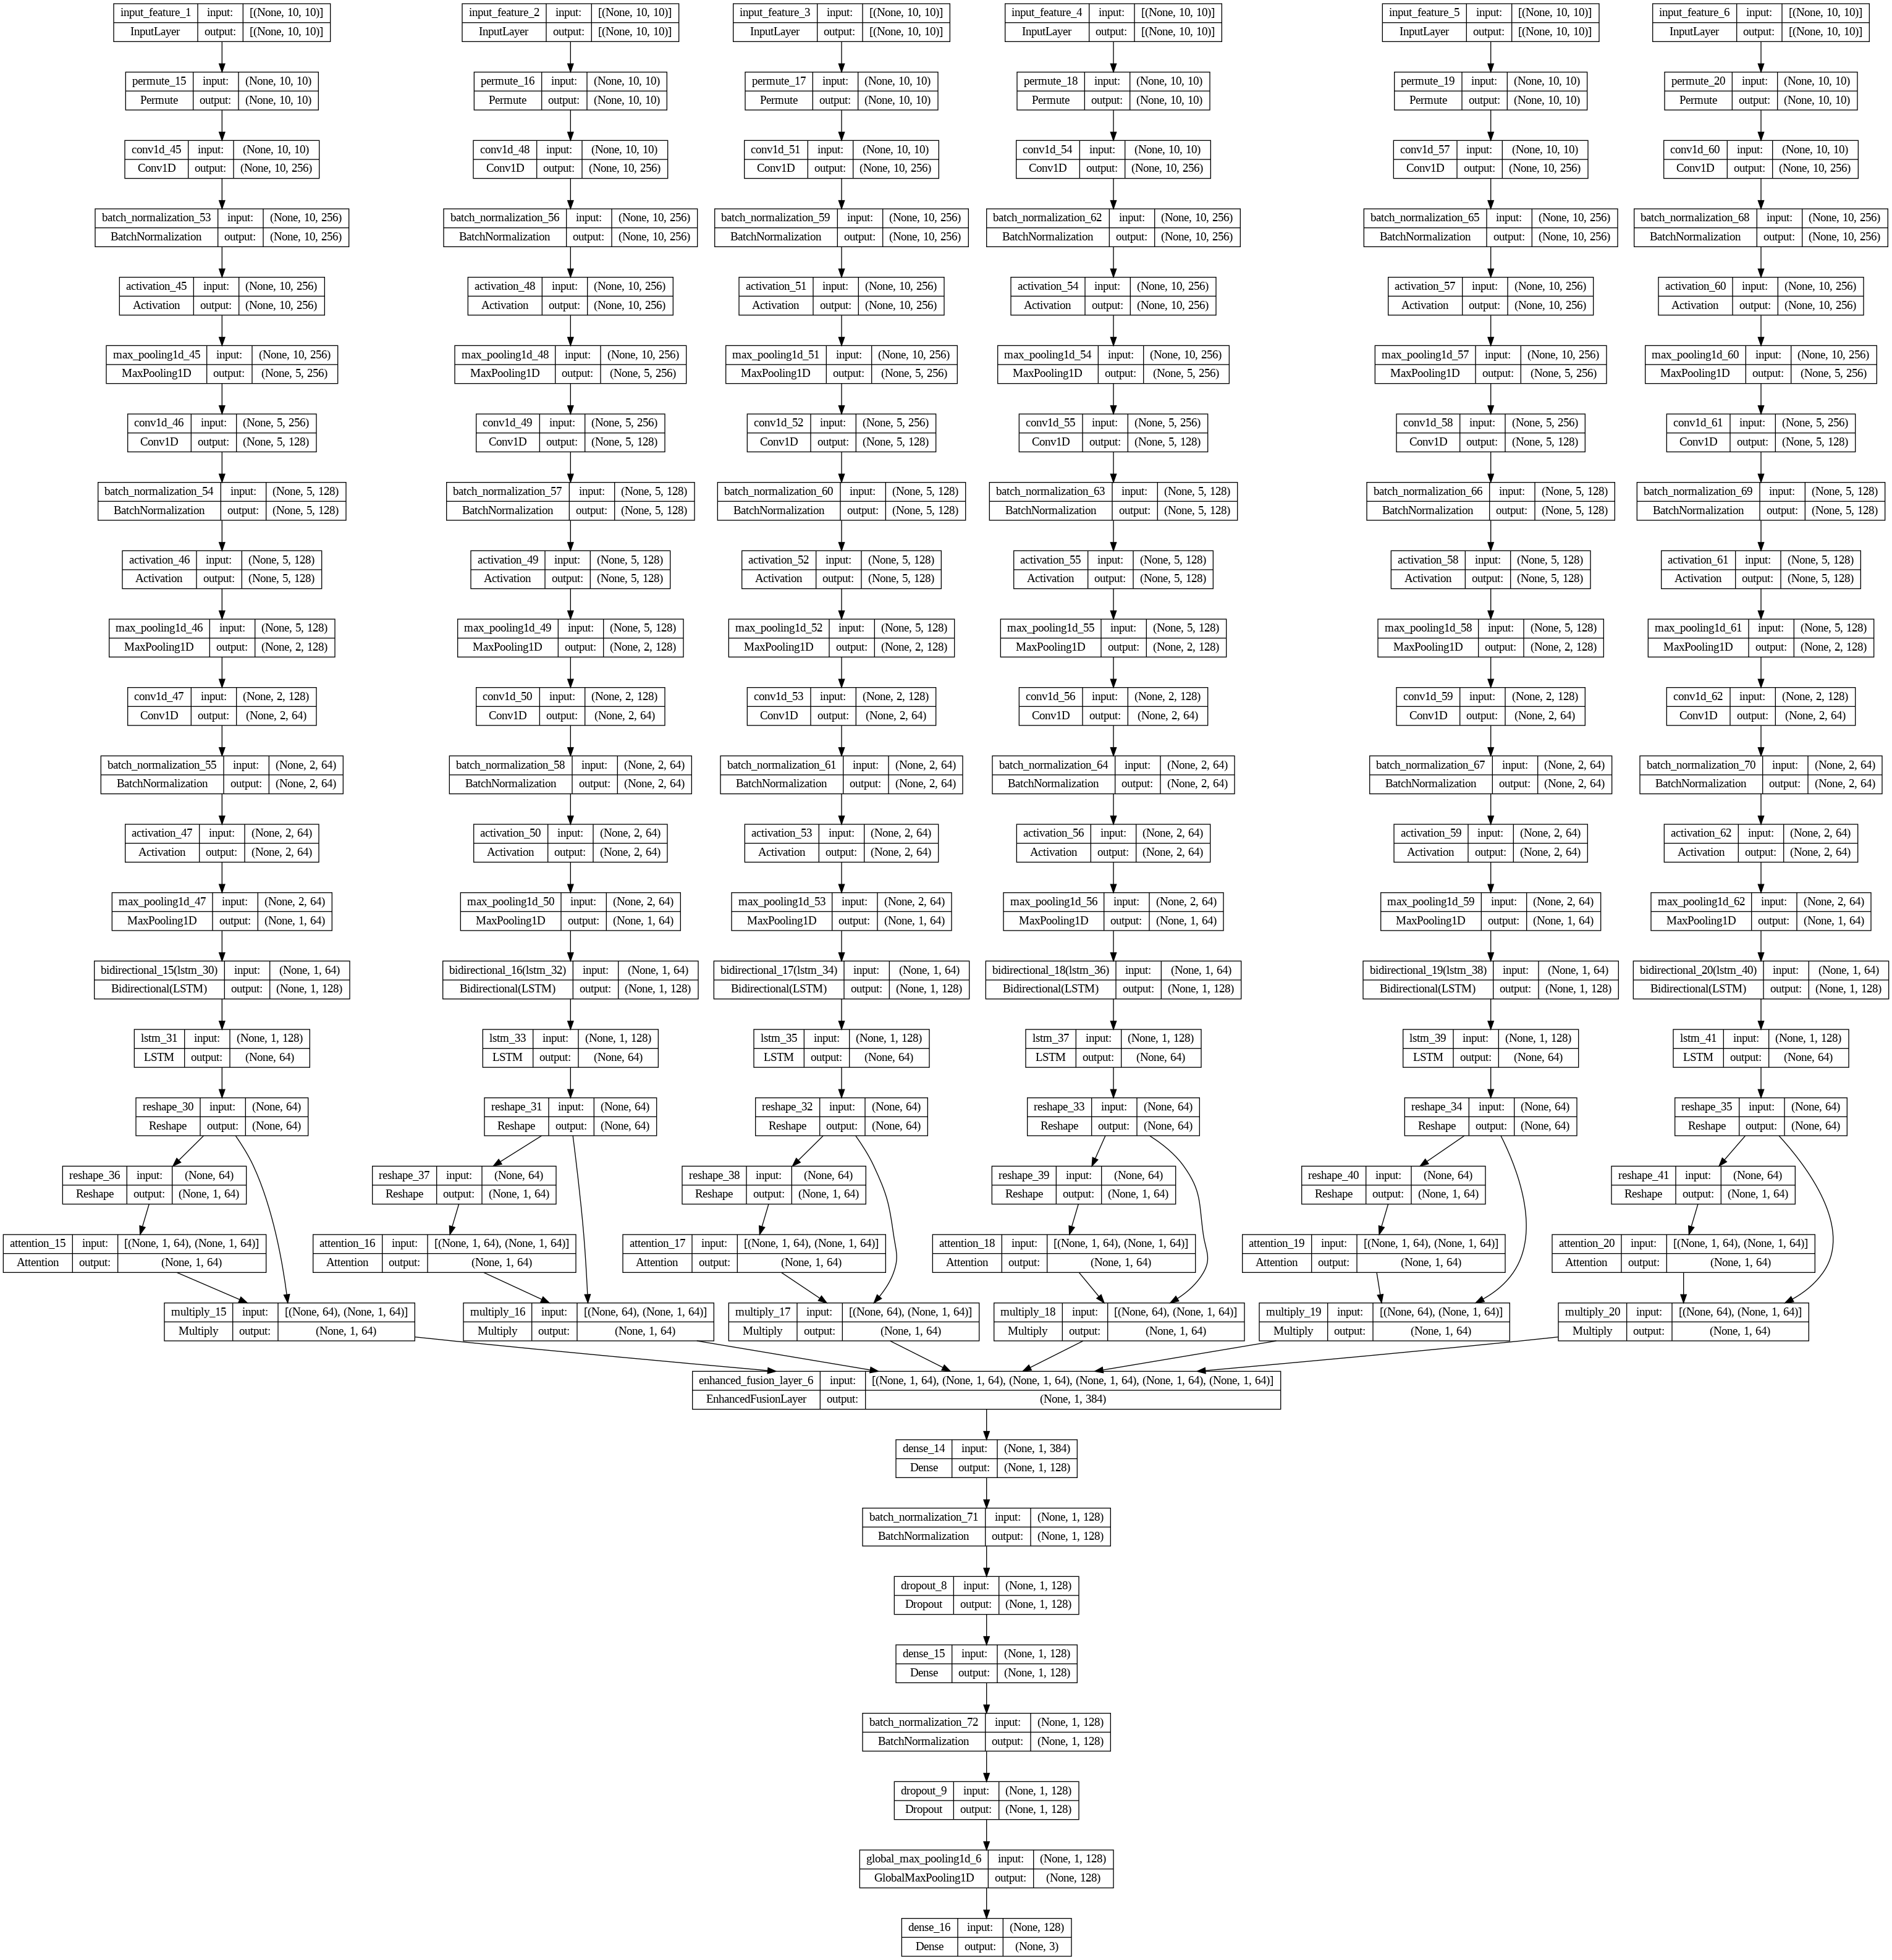 input_feature_1 input: [(None, 10, 10)] input_feature_2 input: [(None, 10, 10)] input_feature_3 input: [(None, 10, 10)] input_feature_4 input: [(None, 10, 10)] input_feature_5 input: [(None, 10, 10)] input_feature_6 input: [(None, 10, 10)]
InputLayer output: [(None, 10, 10)] InputLayer output: [(None, 10, 10)] InputLayer output: [(None, 10, 10)] InputLayer output: [(None, 10, 10)] InputLayer output: [(None, 10, 10)] InputLayer output: [(None, 10, 10)]
permute_15 input: (None, 10, 10) permute_16 input: (None, 10, 10) permute_17 input: (None, 10, 10) permute_18 input: (None, 10, 10) permute_19 input: (None, 10, 10) permute_20 input: (None, 10, 10)
Permute output: (None, 10, 10) Permute output: (None, 10, 10) Permute output: (None, 10, 10) Permute output: (None, 10, 10) Permute output: (None, 10, 10) Permute output: (None, 10, 10)
conv1d_45 input: (None, 10, 10) conv1d_48 input: (None, 10, 10) conv1d_51 input: (None, 10, 10) conv1d_54 input: (None, 10, 10) conv1d_57 input: (None, 10, 10) conv1d_60 input: (None, 10, 10)
Conv1D output: (None, 10, 256) Conv1D output: (None, 10, 256) Conv1D output: (None, 10, 256) Conv1D output: (None, 10, 256) Conv1D output: (None, 10, 256) Conv1D output: (None, 10, 256)
batch_normalization_53 input: (None, 10, 256) batch_normalization_56 input: (None, 10, 256) batch_normalization_59 input: (None, 10, 256) batch_normalization_62 input: (None, 10, 256) batch_normalization_65 input: (None, 10, 256) batch_normalization_68 input: (None, 10, 256)
BatchNormalization output: (None, 10, 256) BatchNormalization output: (None, 10, 256) BatchNormalization output: (None, 10, 256) BatchNormalization output: (None, 10, 256) BatchNormalization output: (None, 10, 256) BatchNormalization output: (None, 10, 256)
activation_45 input: (None, 10, 256) activation_48 input: (None, 10, 256) activation_51 input: (None, 10, 256) activation_54 input: (None, 10, 256) activation_57 input: (None, 10, 256) activation_60 input: (None, 10, 256)
Activation output: (None, 10, 256) Activation output: (None, 10, 256) Activation output: (None, 10, 256) Activation output: (None, 10, 256) Activation output: (None, 10, 256) Activation output: (None, 10, 256)
max_pooling1d_45 input: (None, 10, 256) max_pooling1d_48 input: (None, 10, 256) max_pooling1d_51 input: (None, 10, 256) max_pooling1d_54 input: (None, 10, 256) max_pooling1d_57 input: (None, 10, 256) max_pooling1d_60 input: (None, 10, 256)
MaxPooling1D output: (None, 5, 256) MaxPooling1D output: (None, 5, 256) MaxPooling1D output: (None, 5, 256) MaxPooling1D output: (None, 5, 256) MaxPooling1D output: (None, 5, 256) MaxPooling1D output: (None, 5, 256)
conv1d_46 input: (None, 5, 256) conv1d_49 input: (None, 5, 256) conv1d_52 input: (None, 5, 256) conv1d_55 input: (None, 5, 256) conv1d_58 input: (None, 5, 256) conv1d_61 input: (None, 5, 256)
Conv1D output: (None, 5, 128) Conv1D output: (None, 5, 128) Conv1D output: (None, 5, 128) Conv1D output: (None, 5, 128) Conv1D output: (None, 5, 128) Conv1D output: (None, 5, 128)
batch_normalization_54 input: (None, 5, 128) batch_normalization_57 input: (None, 5, 128) batch_normalization_60 input: (None, 5, 128) batch_normalization_63 input: (None, 5, 128) batch_normalization_66 input: (None, 5, 128) batch_normalization_69 input: (None, 5, 128)
BatchNormalization output: (None, 5, 128) BatchNormalization output: (None, 5, 128) BatchNormalization output: (None, 5, 128) BatchNormalization output: (None, 5, 128) BatchNormalization output: (None, 5, 128) BatchNormalization output: (None, 5, 128)
activation_46 input: (None, 5, 128) activation_49 input: (None, 5, 128) activation_52 input: (None, 5, 128) activation_55 input: (None, 5, 128) activation_58 input: (None, 5, 128) activation_61 input: (None, 5, 128)
Activation output: (None, 5, 128) Activation output: (None, 5, 128) Activation output: (None, 5, 128) Activation output: (None, 5, 128) Activation output: (None, 5, 128) Activation output: (None, 5, 128)
max_pooling1d_46 input: (None, 5, 128) max_pooling1d_49 input: (None, 5, 128) max_pooling1d_52 input: (None, 5, 128) max_pooling1d_55 input: (None, 5, 128) max_pooling1d_58 input: (None, 5, 128) max_pooling1d_61 input: (None, 5, 128)
MaxPooling1D output: (None, 2, 128) MaxPooling1D output: (None, 2, 128) MaxPooling1D output: (None, 2, 128) MaxPooling1D output: (None, 2, 128) MaxPooling1D output: (None, 2, 128) MaxPooling1D output: (None, 2, 128)
conv1d_47 input: (None, 2, 128) conv1d_50 input: (None, 2, 128) conv1d_53 input: (None, 2, 128) conv1d_56 input: (None, 2, 128) conv1d_59 input: (None, 2, 128) conv1d_62 input: (None, 2, 128)
Conv1D output: (None, 2, 64) Conv1D output: (None, 2, 64) Conv1D output: (None, 2, 64) Conv1D output: (None, 2, 64) Conv1D output: (None, 2, 64) Conv1D output: (None, 2, 64)
batch_normalization_55 input: (None, 2, 64) batch_normalization_58 input: (None, 2, 64) batch_normalization_61 input: (None, 2, 64) batch_normalization_64 input: (None, 2, 64) batch_normalization_67 input: (None, 2, 64) batch_normalization_70 input: (None, 2, 64)
BatchNormalization output: (None, 2, 64) BatchNormalization output: (None, 2, 64) BatchNormalization output: (None, 2, 64) BatchNormalization output: (None, 2, 64) BatchNormalization output: (None, 2, 64) BatchNormalization output: (None, 2, 64)
activation_47 input: (None, 2, 64) activation_50 input: (None, 2, 64) activation_53 input: (None, 2, 64) activation_56 input: (None, 2, 64) activation_59 input: (None, 2, 64) activation_62 input: (None, 2, 64)
Activation output: (None, 2, 64) Activation output: (None, 2, 64) Activation output: (None, 2, 64) Activation output: (None, 2, 64) Activation output: (None, 2, 64) Activation output: (None, 2, 64)
max_pooling1d_47 input: (None, 2, 64) max_pooling1d_50 input: (None, 2, 64) max_pooling1d_53 input: (None, 2, 64) max_pooling1d_56 input: (None, 2, 64) max_pooling1d_59 input: (None, 2, 64) max_pooling1d_62 input: (None, 2, 64)
MaxPooling1D output: (None, 1, 64) MaxPooling1D output: (None, 1, 64) MaxPooling1D output: (None, 1, 64) MaxPooling1D output: (None, 1, 64) MaxPooling1D output: (None, 1, 64) MaxPooling1D output: (None, 1, 64)
bidirectional_15(lstm_30) input: (None, 1, 64) bidirectional_16(lstm_32) input: (None, 1, 64) bidirectional_17(lstm_34) input: (None, 1, 64) bidirectional_18(lstm_36) input: (None, 1, 64) bidirectional_19(lstm_38) input: (None, 1, 64) bidirectional_20(lstm_40) input: (None, 1, 64)
Bidirectional(LSTM) output: (None, 1, 128) Bidirectional(LSTM) output: (None, 1, 128) Bidirectional(LSTM) output: (None, 1, 128) Bidirectional(LSTM) output: (None, 1, 128) Bidirectional(LSTM) output: (None, 1, 128) Bidirectional(LSTM) output: (None, 1, 128)
lstm_31 input: (None, 1, 128) lstm_33 input: (None, 1, 128) lstm_35 input: (None, 1, 128) lstm_37 input: (None, 1, 128) lstm_39 input: (None, 1, 128) lstm_41 input: (None, 1, 128)
LSTM output: (None, 64) LSTM output: (None, 64) LSTM output: (None, 64) LSTM output: (None, 64) LSTM output: (None, 64) LSTM output: (None, 64)
reshape_30 input: (None, 64) reshape_31 input: (None, 64) reshape_32 input: (None, 64) reshape_33 input: (None, 64) reshape_34 input: (None, 64) reshape_35 input: (None, 64)
Reshape output: (None, 64) Reshape output: (None, 64) Reshape output: (None, 64) Reshape output: (None, 64) Reshape output: (None, 64) Reshape output: (None, 64)
reshape_36 input: (None, 64) reshape_37 input: (None, 64) reshape_38 input: (None, 64) reshape_39 input: (None, 64) reshape_40 input: (None, 64) reshape_41 input: (None, 64)
Reshape output: (None, 1, 64) Reshape output: (None, 1, 64) Reshape output: (None, 1, 64) Reshape output: (None, 1, 64) Reshape output: (None, 1, 64) Reshape output: (None, 1, 64)
attention_15 input: [(None, 1, 64), (None, 1, 64)] attention_16 input: [(None, 1, 64), (None, 1, 64)] attention_17 input: [(None, 1, 64), (None, 1, 64)] attention_18 input: [(None, 1, 64), (None, 1, 64)] attention_19 input: [(None, 1, 64), (None, 1, 64)] attention_20 input: [(None, 1, 64), (None, 1, 64)]
Attention output: (None, 1, 64) Attention output: (None, 1, 64) Attention output: (None, 1, 64) Attention output: (None, 1, 64) Attention output: (None, 1, 64) Attention output: (None, 1, 64)
multiply_15 input: [(None, 64), (None, 1, 64)] multiply_16 input: [(None, 64), (None, 1, 64)] multiply_17 input: [(None, 64), (None, 1, 64)] multiply_18 input: [(None, 64), (None, 1, 64)] multiply_19 input: [(None, 64), (None, 1, 64)] multiply_20 input: [(None, 64), (None, 1, 64)]
Multiply output: (None, 1, 64) Multiply output: (None, 1, 64) Multiply output: (None, 1, 64) Multiply output: (None, 1, 64) Multiply output: (None, 1, 64) Multiply output: (None, 1, 64)
enhanced_fusion_layer_6 input: [(None, 1, 64), (None, 1, 64), (None, 1, 64), (None, 1, 64), (None, 1, 64), (None, 1, 64)]
EnhancedFusionLayer output: (None, 1, 384)
dense_14 input: (None, 1, 384)
Dense output: (None, 1, 128)
batch_normalization_71 input: (None, 1, 128)
BatchNormalization output: (None, 1, 128)
dropout_8 input: (None, 1, 128)
Dropout output: (None, 1, 128)
dense_15 input: (None, 1, 128)
Dense output: (None, 1, 128)
batch_normalization_72 input: (None, 1, 128)
BatchNormalization output: (None, 1, 128)
dropout_9 input: (None, 1, 128)
Dropout output: (None, 1, 128)
global_max_pooling1d_6 input: (None, 1, 128)
GlobalMaxPooling1D output: (None, 128)
dense_16 input: (None, 128)
Dense output: (None, 3)